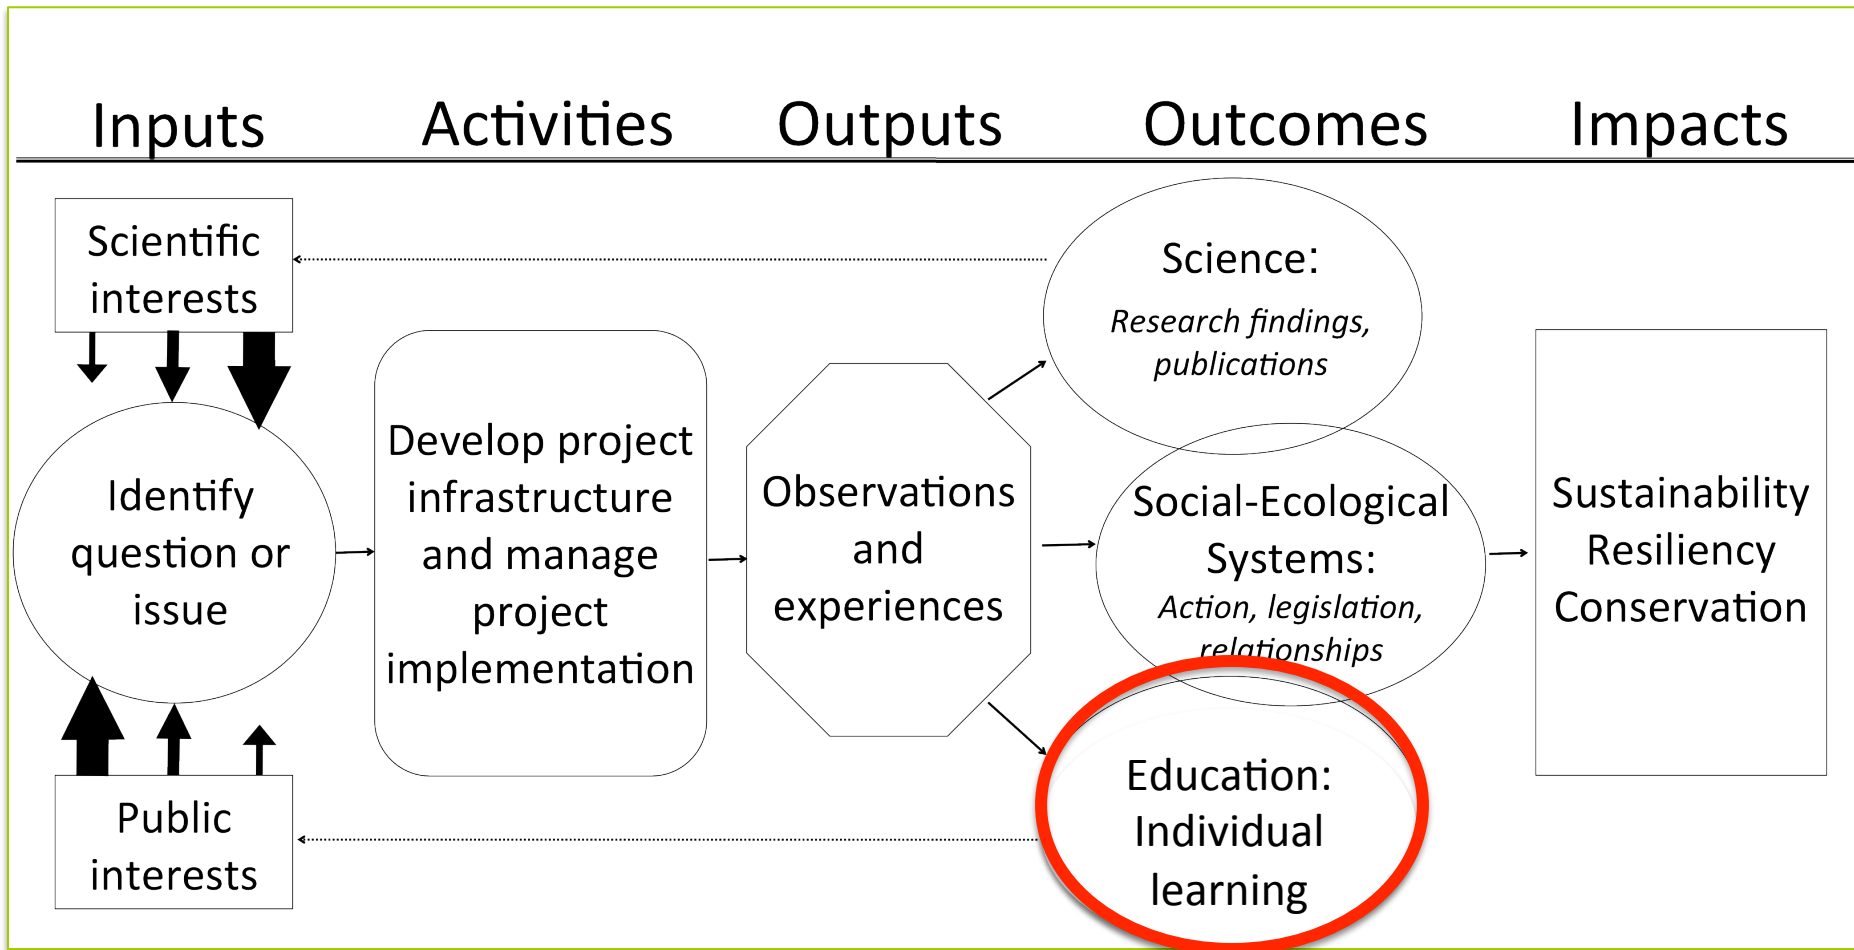 Inputs
Activities
Outputs
Outcomes
Impacts
Scientific
interests
Identify
question or
issue
Public
interests
Develop project
infrastructure
and manage
project
implementation
Observations
and
experiences
Science:
Research findings,
publications
Social-Ecological
Systems:
Action, legislation,
relationships
Education:
Individual
learning
Sustainability
Resiliency
Conservation